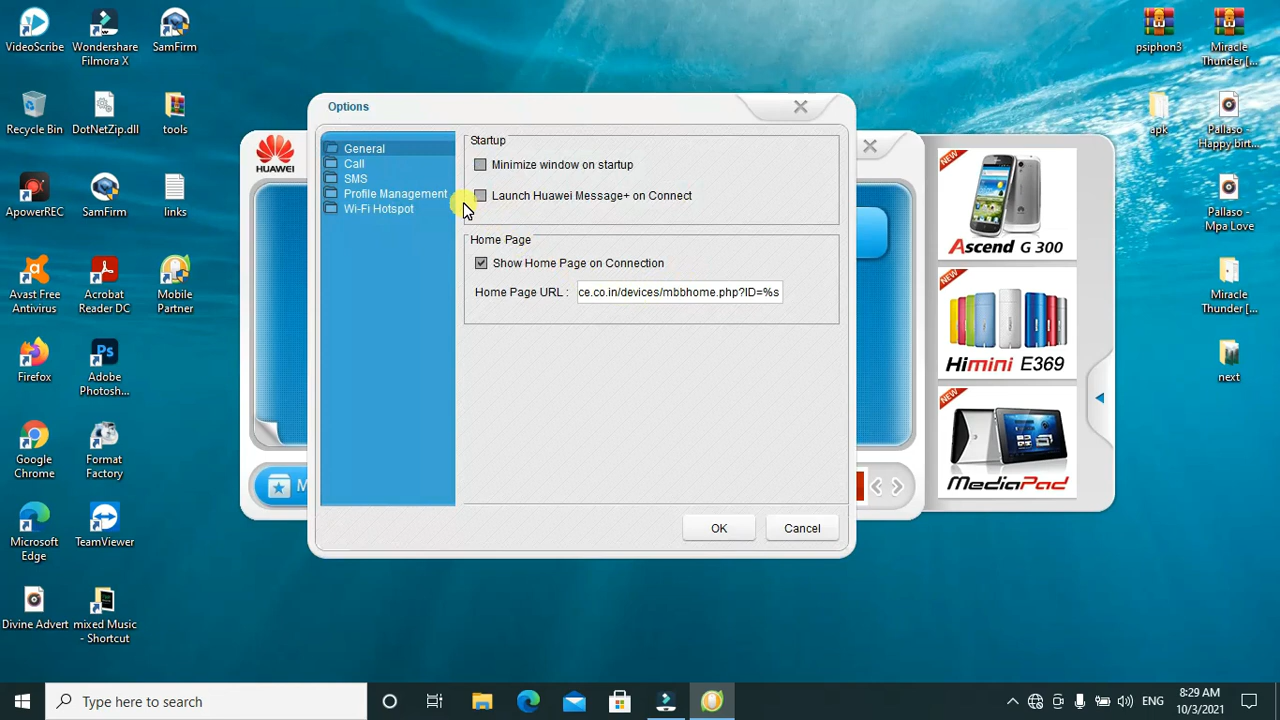 VideoScribe
Wondershare
Filmora X
SamFirm
Recycle Bin
DotNetZip.dll
tools
ApowerREC
SamFirm
links
Avast Free
Antivirus
Acrobat
Reader DC
Mobile
Partner
Firefox
Adobe
Photosh...
Google
Chrome
Format
Factory
Microsoft
Edge
TeamViewer
Divine Advert
mixed Music
- Shortcut
HUAWEI
M
Options
General
Call
SMS
Profile Management
Wi-Fi Hotspot
Startup
Minimize window on startup
Launch Huawei Message+ on Connect
Home Page
Show Home Page on Connection
Home Page URL :
ce.co.in/devices/mbbhome.php?ID=%s
OK
Cancel
NEW
Ascend G 300
NEW
Himini E369
NEW
MediaPad
psiphon3
Miracle
Thunder [...
apk
Pallaso -
Happy birt...
Pallaso -
Mpa Love
Miracle
Thunder [...
next
Type here to search
ENG
8:29 AM
10/3/2021